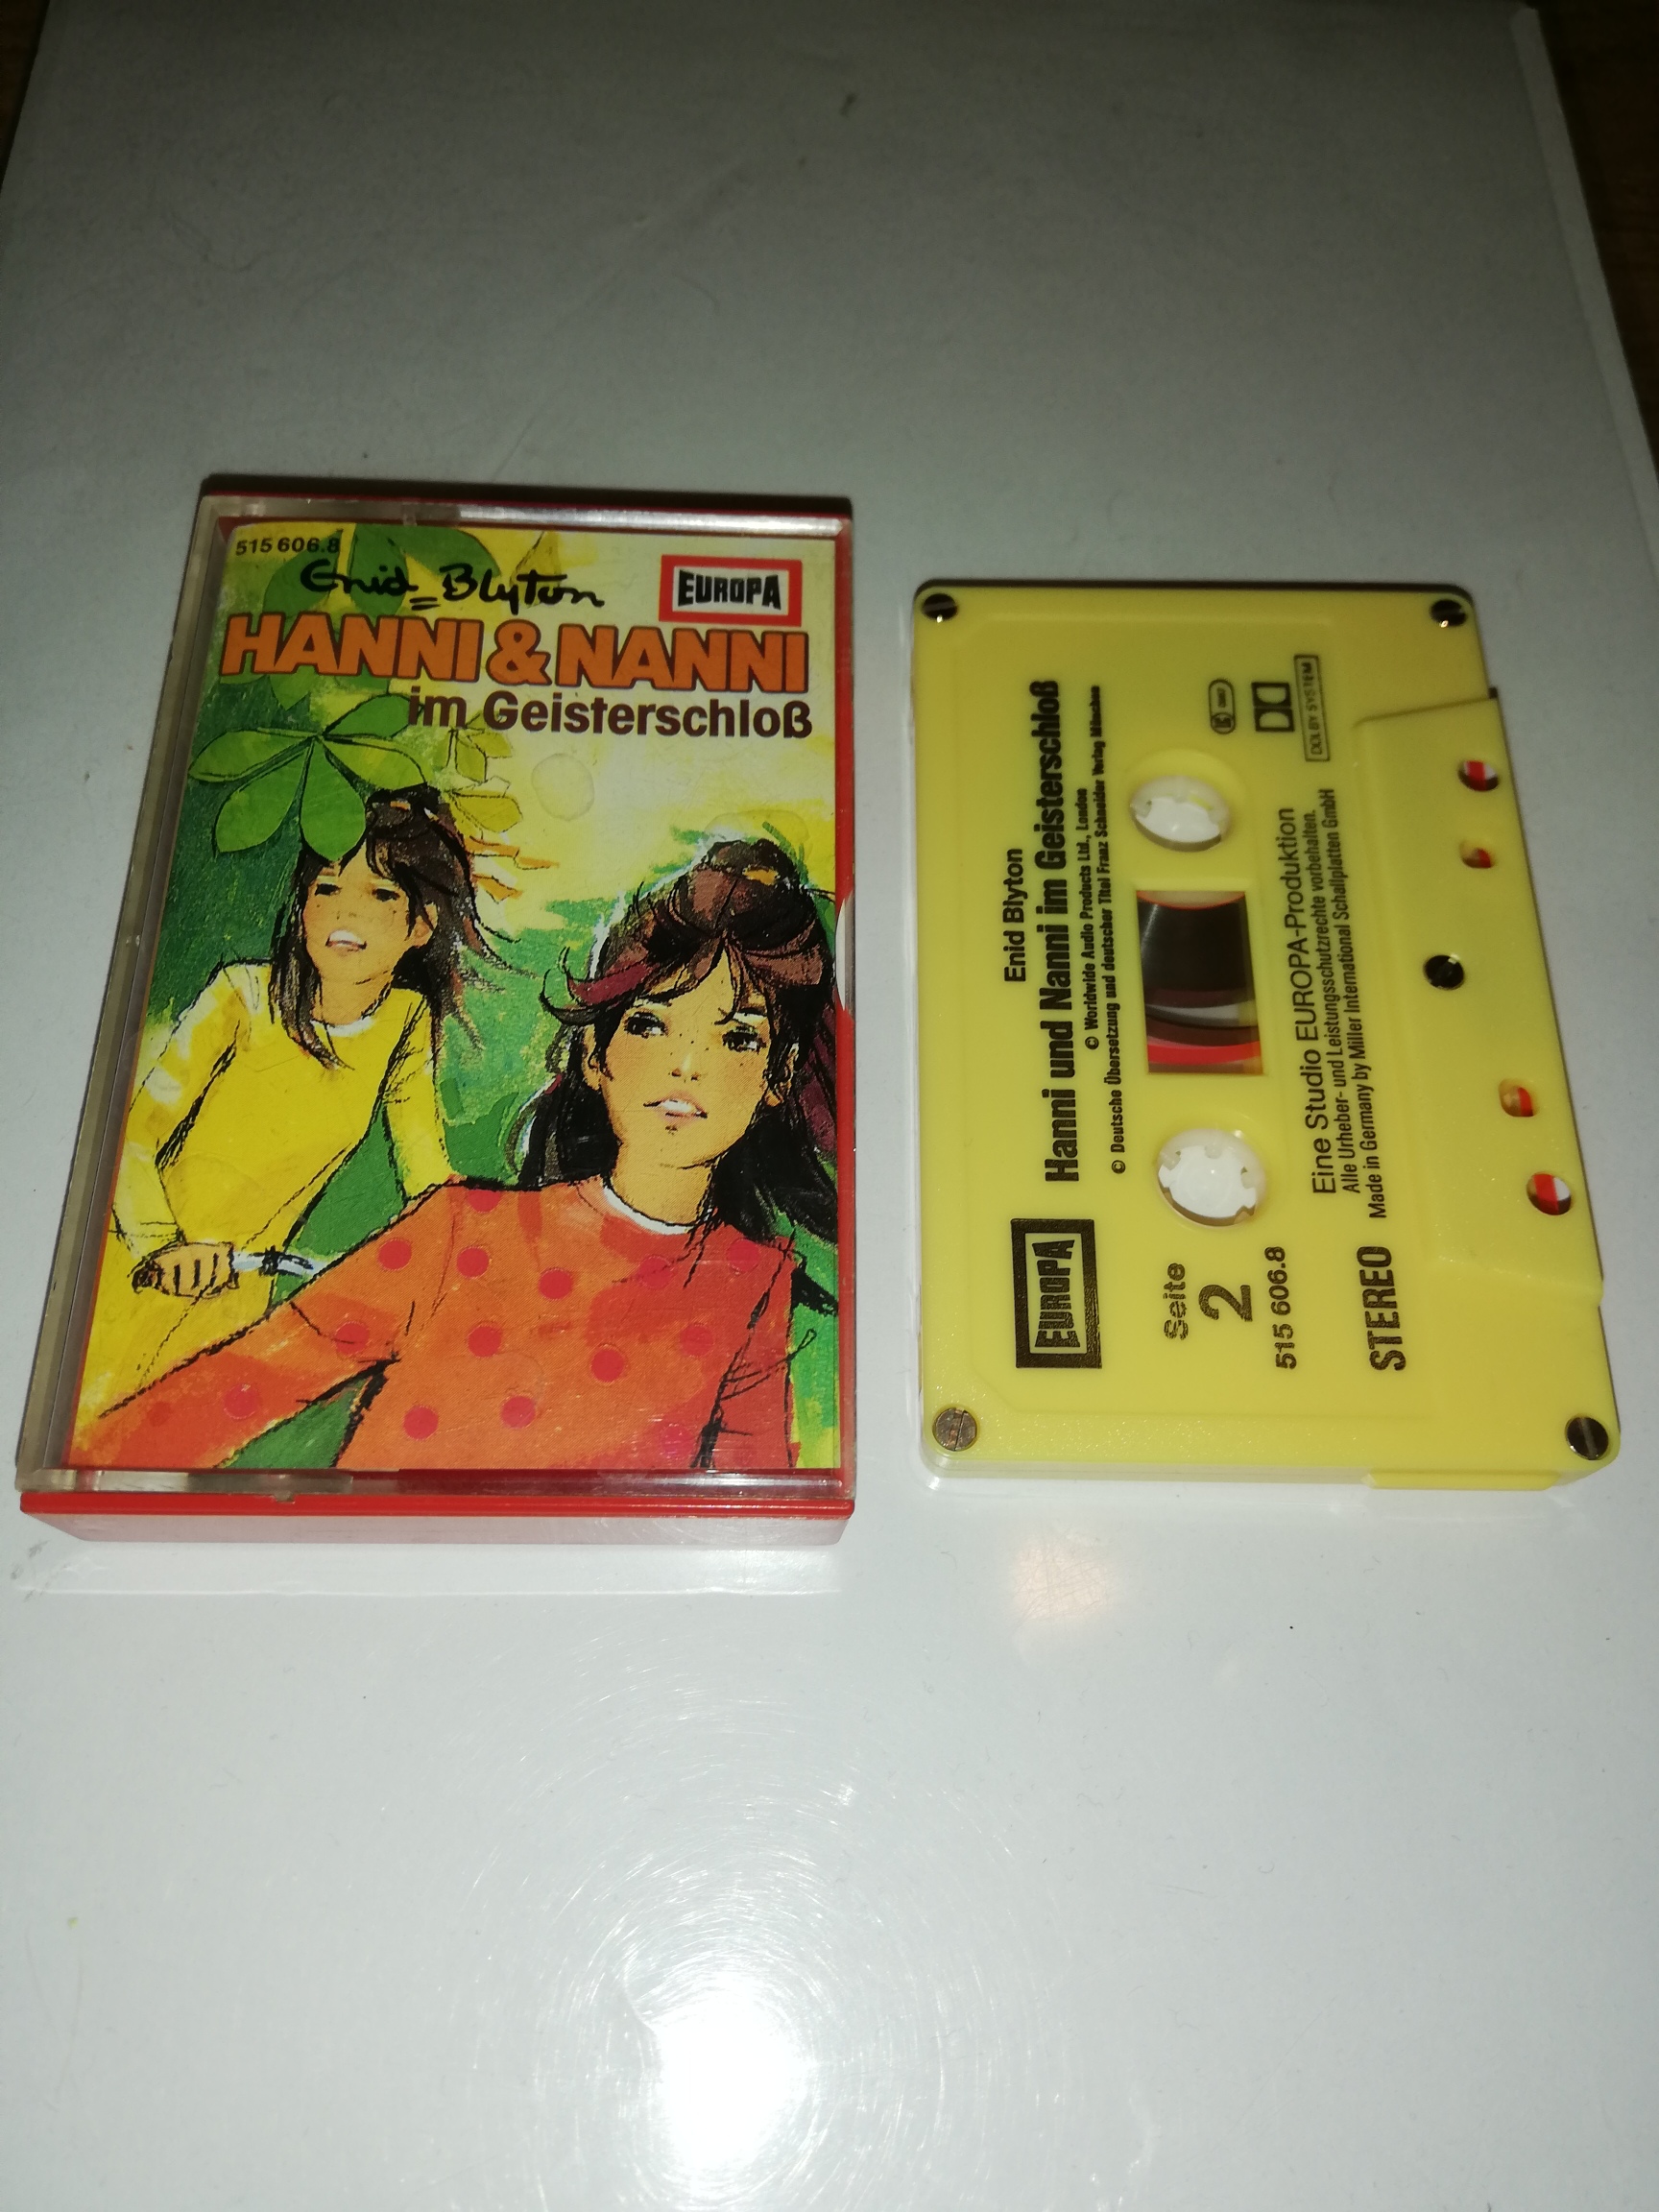 515 606.8
Enid Blyton
EUROPA
HANNI & NANNI
im Geisterschloß
Enid Blyton
Hanni und Nanni im Geisterschloß
© Worldwide Audio Products Ltd., London
© Deutsche Übersetzung und deutscher Titel Franz Schneider Verlag München
EUROPA
Seite
2
515 606.8
STEREO
DOLBY SYSTEM
Eine Studio EUROPA-Produktion
Alle Urheber- und Leistungsschutzrechte vorbehalten.
Made in Germany by Miller International Schallplatten GmbH